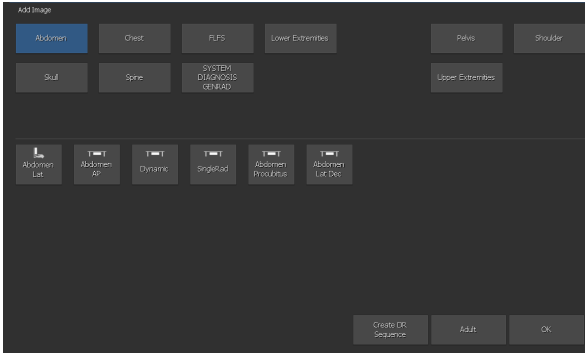 Add Image
Abdomen
Chest
FLFS
Lower Extremities
Pelvis
Shoulder
Skull
Spine
SYSTEM
DIAGNOSIS
GENRAD
Upper Extremities
Abdomen
Lat
Abdomen
AP
Dynamic
SingleRad
Abdomen
Procubitus
Abdomen
Lat Dec
Create DR
Sequence
Adult
OK